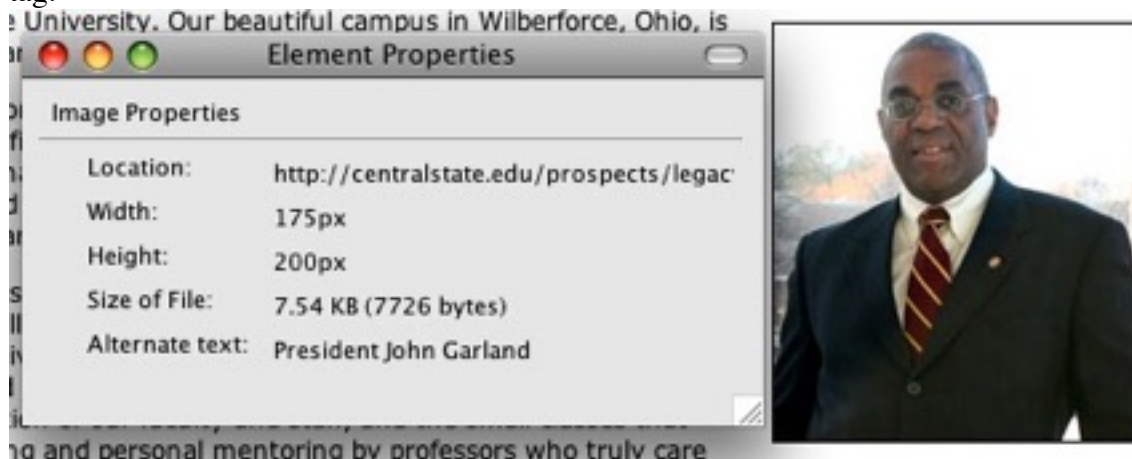 tag.
e University. Our beautiful campus in Wilberforce, Ohio, is
Element Properties
Image Properties
Location: http://centralstate.edu/prospects/legac
Width: 175px
Height: 200px
Size of File: 7.54 KB (7726 bytes)
Alternate text: President John Garland
ng and personal mentoring by professors who truly care